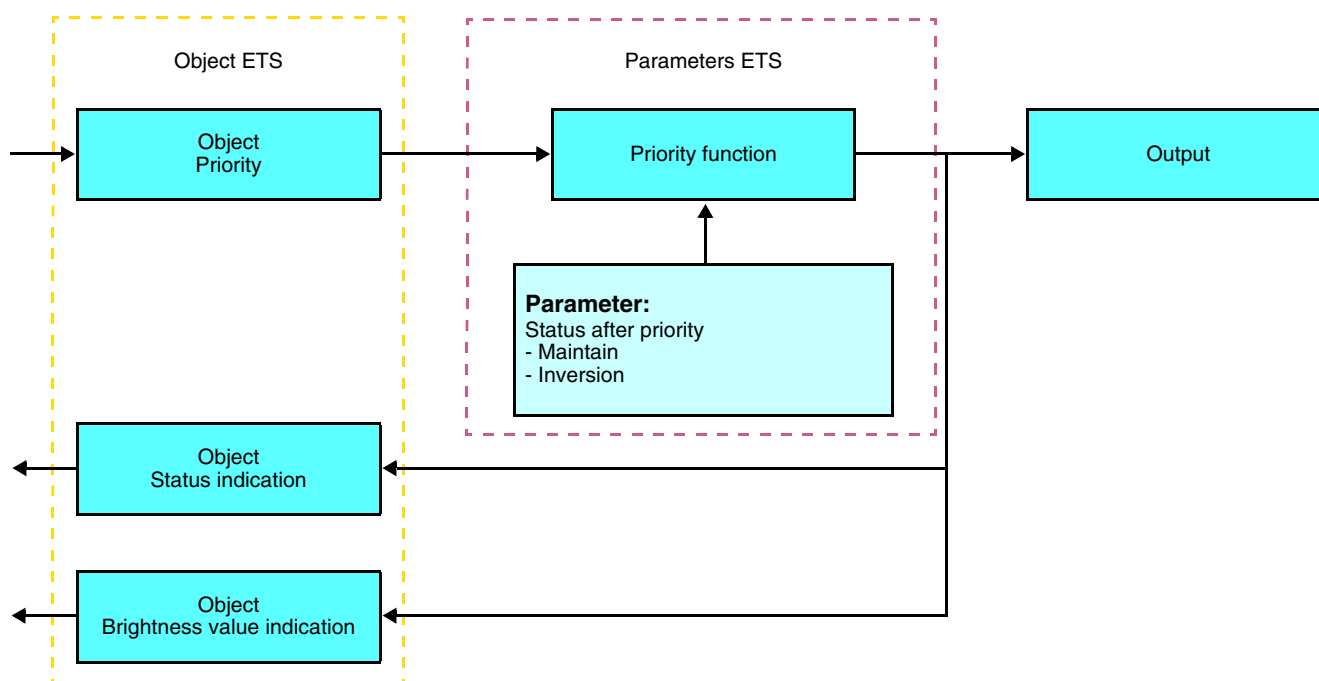 Object ETS
Parameters ETS
Object
Priority
Priority function
Output
Parameter:
Status after priority
- Maintain
- Inversion
Object
Status indication
Object
Brightness value indication